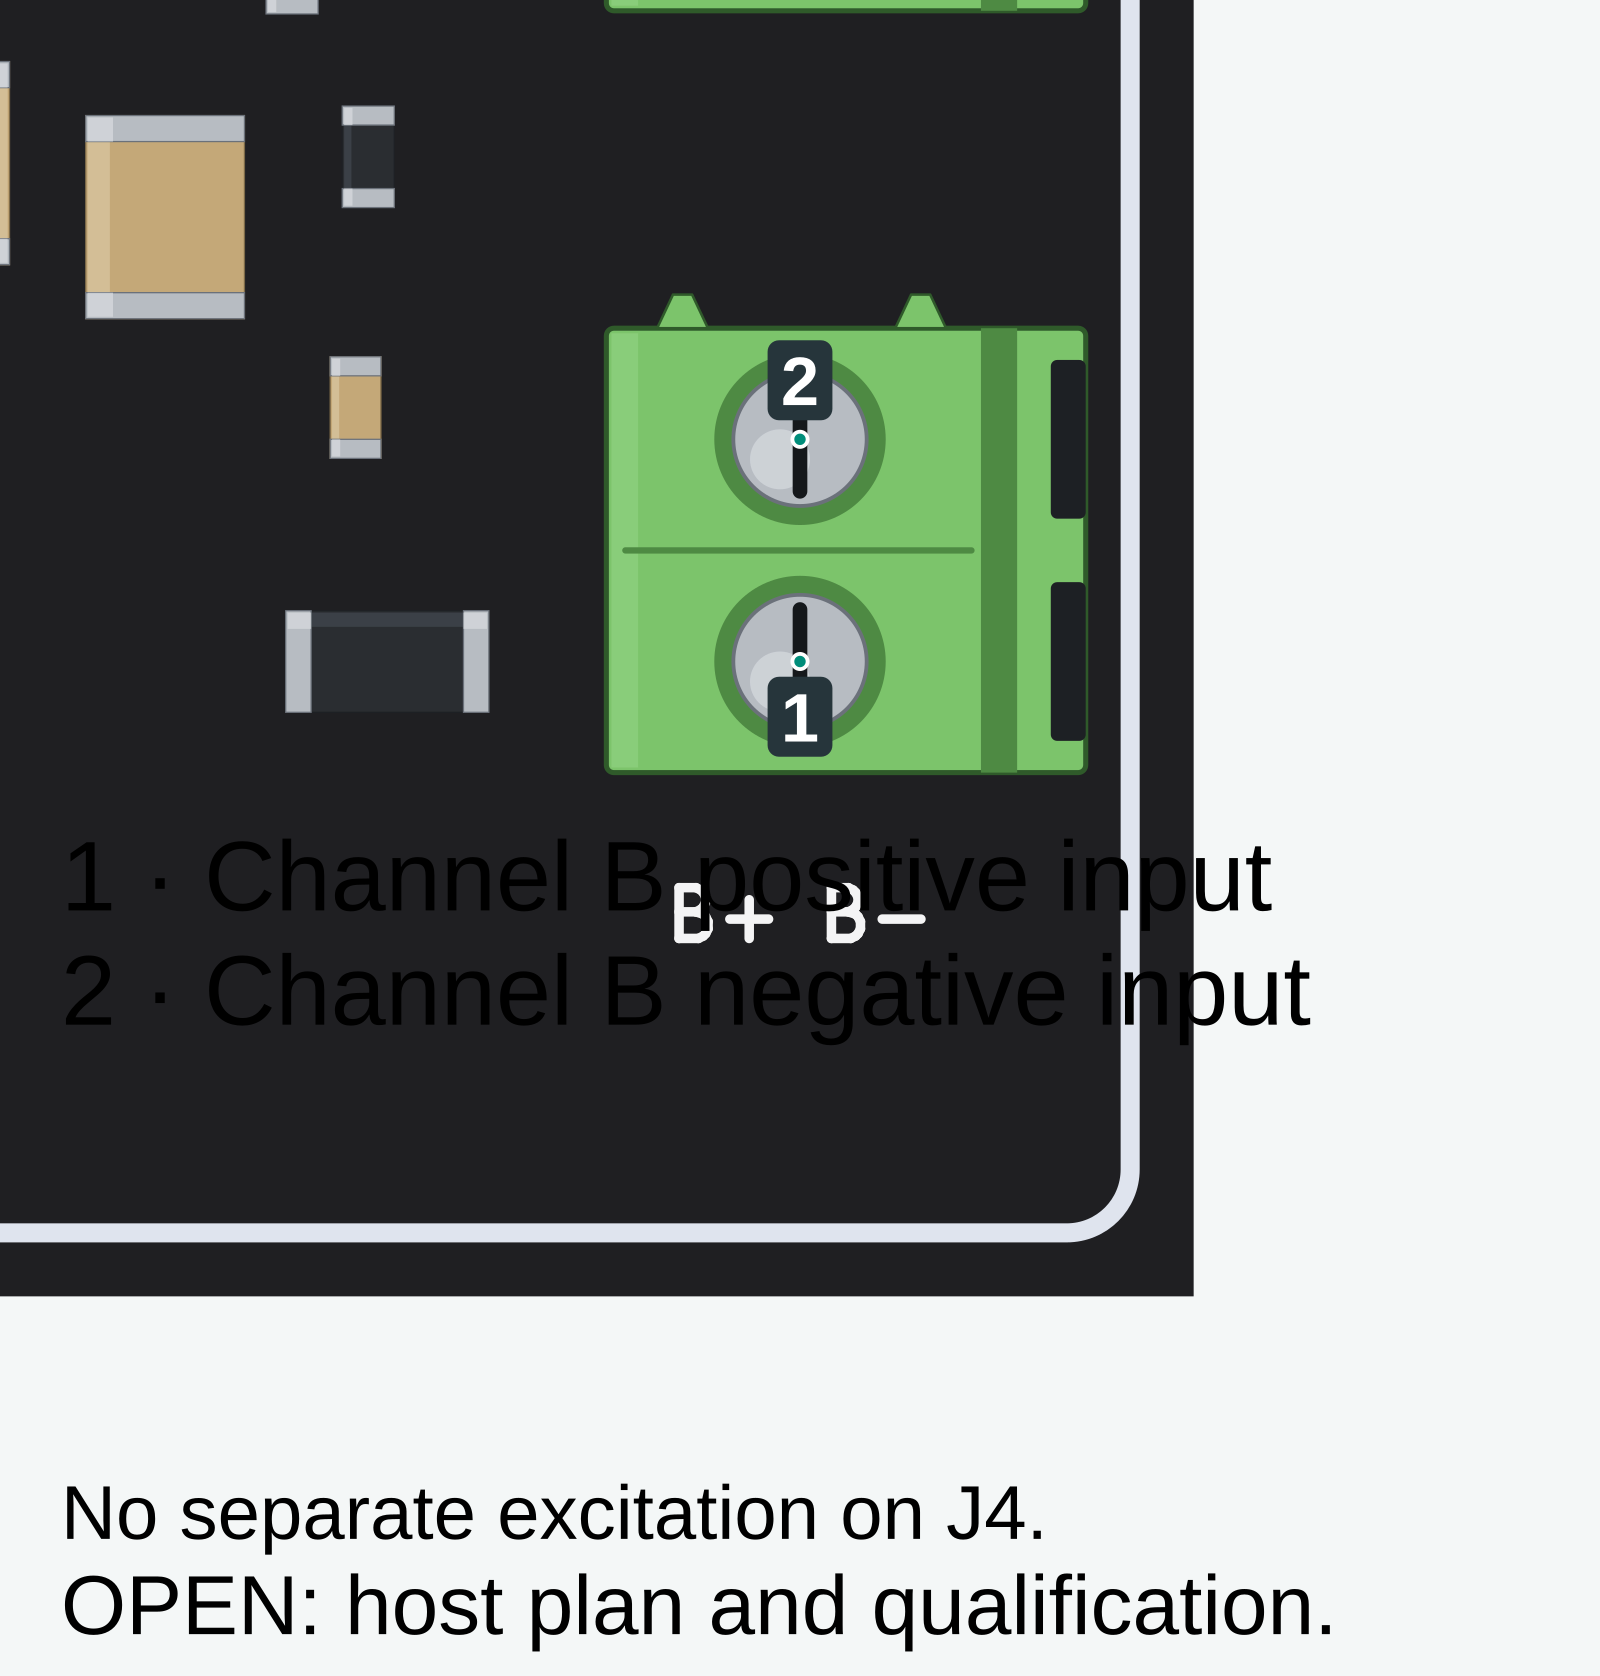 2
1
1 · Channel B positive input
B+ B−
2 · Channel B negative input
No separate excitation on J4.
OPEN: host plan and qualification.